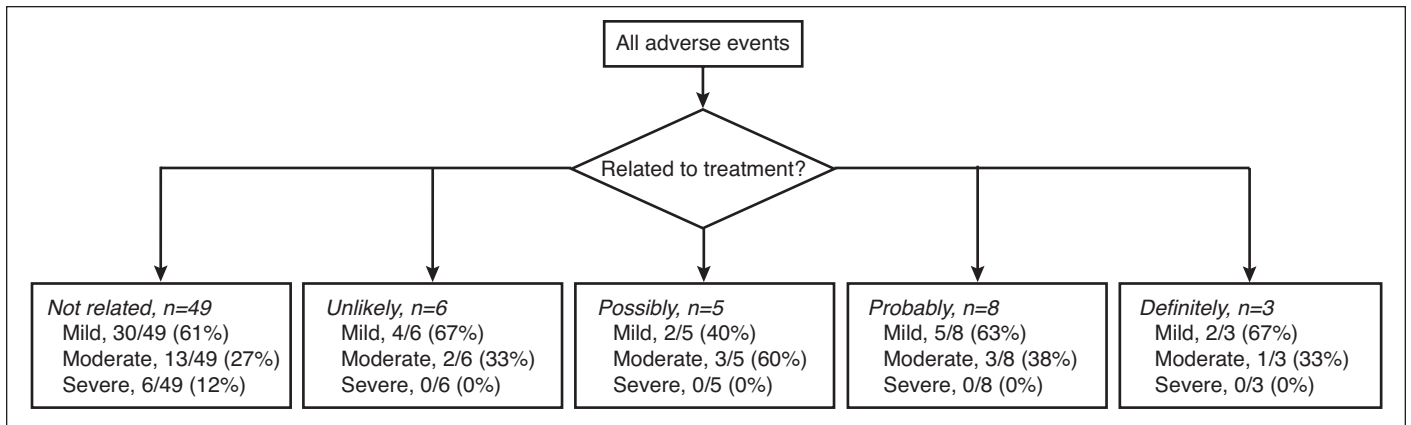 All adverse events
Related to treatment?
Not related, n=49
Mild, 30/49 (61%)
Moderate, 13/49 (27%)
Severe, 6/49 (12%)
Unlikely, n=6
Mild, 4/6 (67%)
Moderate, 2/6 (33%)
Severe, 0/6 (0%)
Possibly, n=5
Mild, 2/5 (40%)
Moderate, 3/5 (60%)
Severe, 0/5 (0%)
Probably, n=8
Mild, 5/8 (63%)
Moderate, 3/8 (38%)
Severe, 0/8 (0%)
Definitely, n=3
Mild, 2/3 (67%)
Moderate, 1/3 (33%)
Severe, 0/3 (0%)